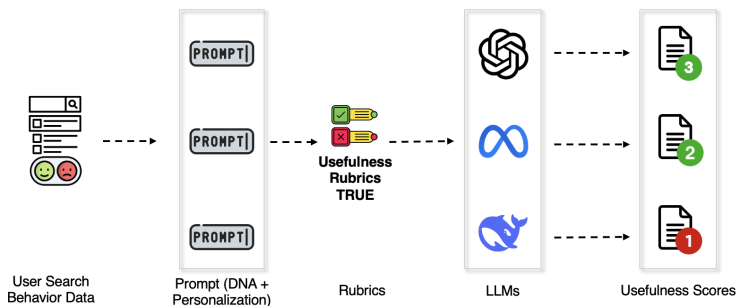 PROMPT
PROMPT
PROMPT
Usefulness
Rubrics
TRUE
3
2
1
User Search
Behavior Data
Prompt (DNA +
Personalization)
Rubrics
LLMs
Usefulness Scores